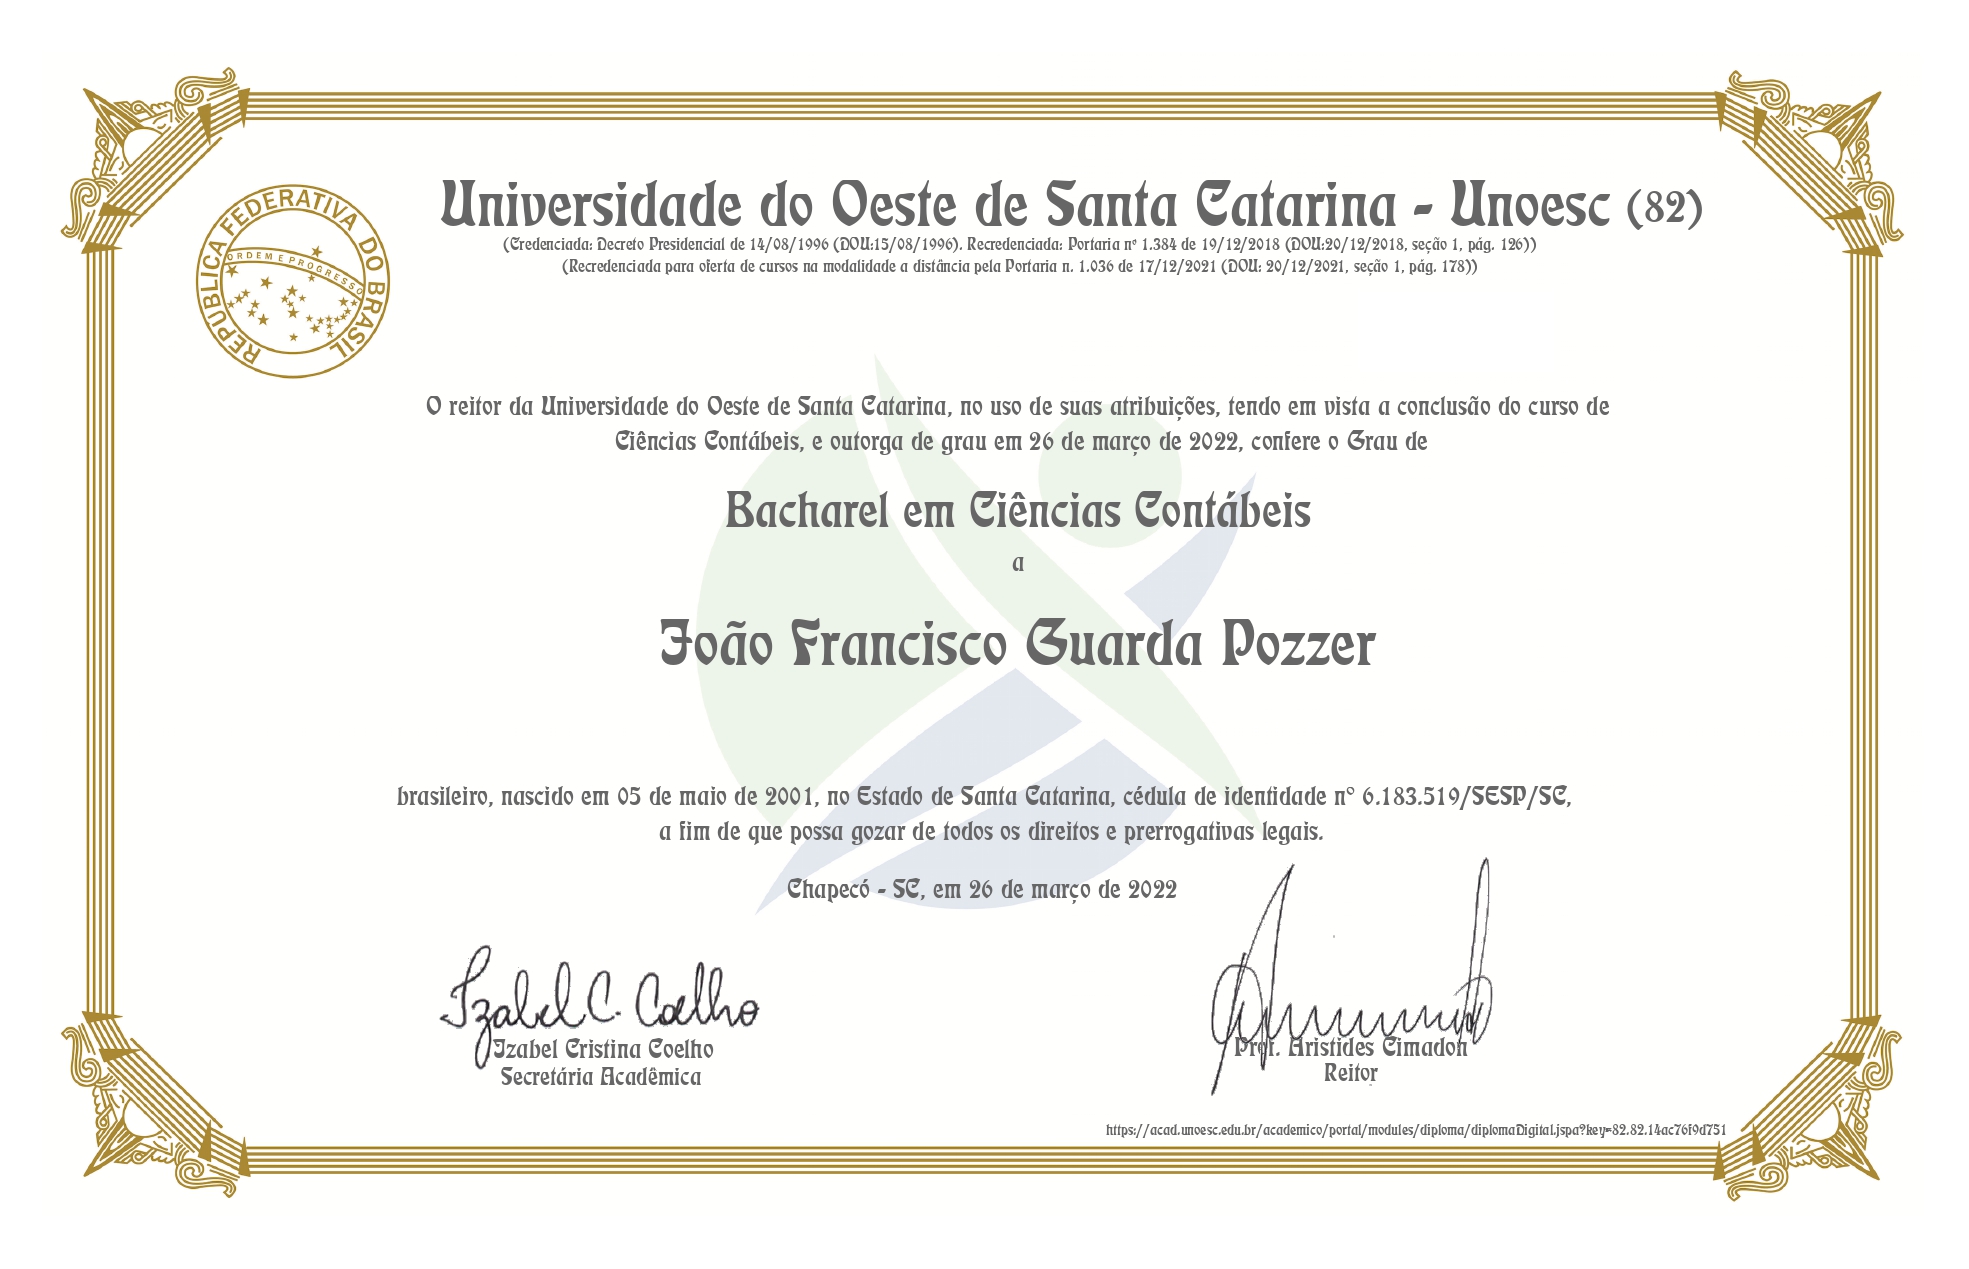 Universidade do Oeste de Santa Catarina - Unoesc (82)
(Credenciada: Decreto Presidencial de 14/08/1996 (DOU:15/08/1996). Recredenciada: Portaria nº 1.384 de 19/12/2018 (DOU:20/12/2018, seção 1, pág. 126))
(Recredenciada para oferta de cursos na modalidade a distância pela Portaria n. 1.036 de 17/12/2021 (DOU: 20/12/2021, seção 1, pág. 178))
REPUBLICA FEDERATIVA DO BRASIL
ORDEM E PROGRESSO
O reitor da Universidade do Oeste de Santa Catarina, no uso de suas atribuições, tendo em vista a conclusão do curso de
Ciências Contábeis, e outorga de grau em 26 de março de 2022, confere o Grau de
Bacharel em Ciências Contábeis
a
João Francisco Guarda Pozzer
brasileiro, nascido em 05 de maio de 2001, no Estado de Santa Catarina, cédula de identidade nº 6.183.519/SESP/SC,
a fim de que possa gozar de todos os direitos e prerrogativas legais.
Chapecó - SC, em 26 de março de 2022
Izabel C. Coelho
Izabel Cristina Coelho
Secretária Acadêmica
Prof. Aristides Cimadon
Reitor
https://acad.unoesc.edu.br/academico/portal/modules/diploma/diplomaDigital.jspa?key=82.82.14ac76f9d751